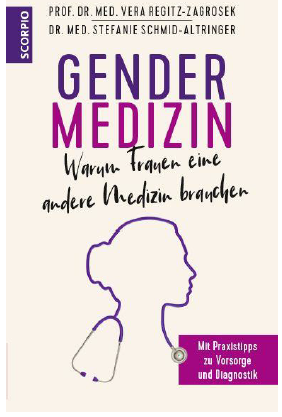 SCORPIO
PROF. DR. MED. VERA REGITZ-ZAGROSEK
DR. MED. STEFANIE SCHMID-ALTRINGER
GENDER
MEDIZIN
Warum Frauen eine
andere Medizin brauchen
Mit Praxistipps
zu Vorsorge
und Diagnostik